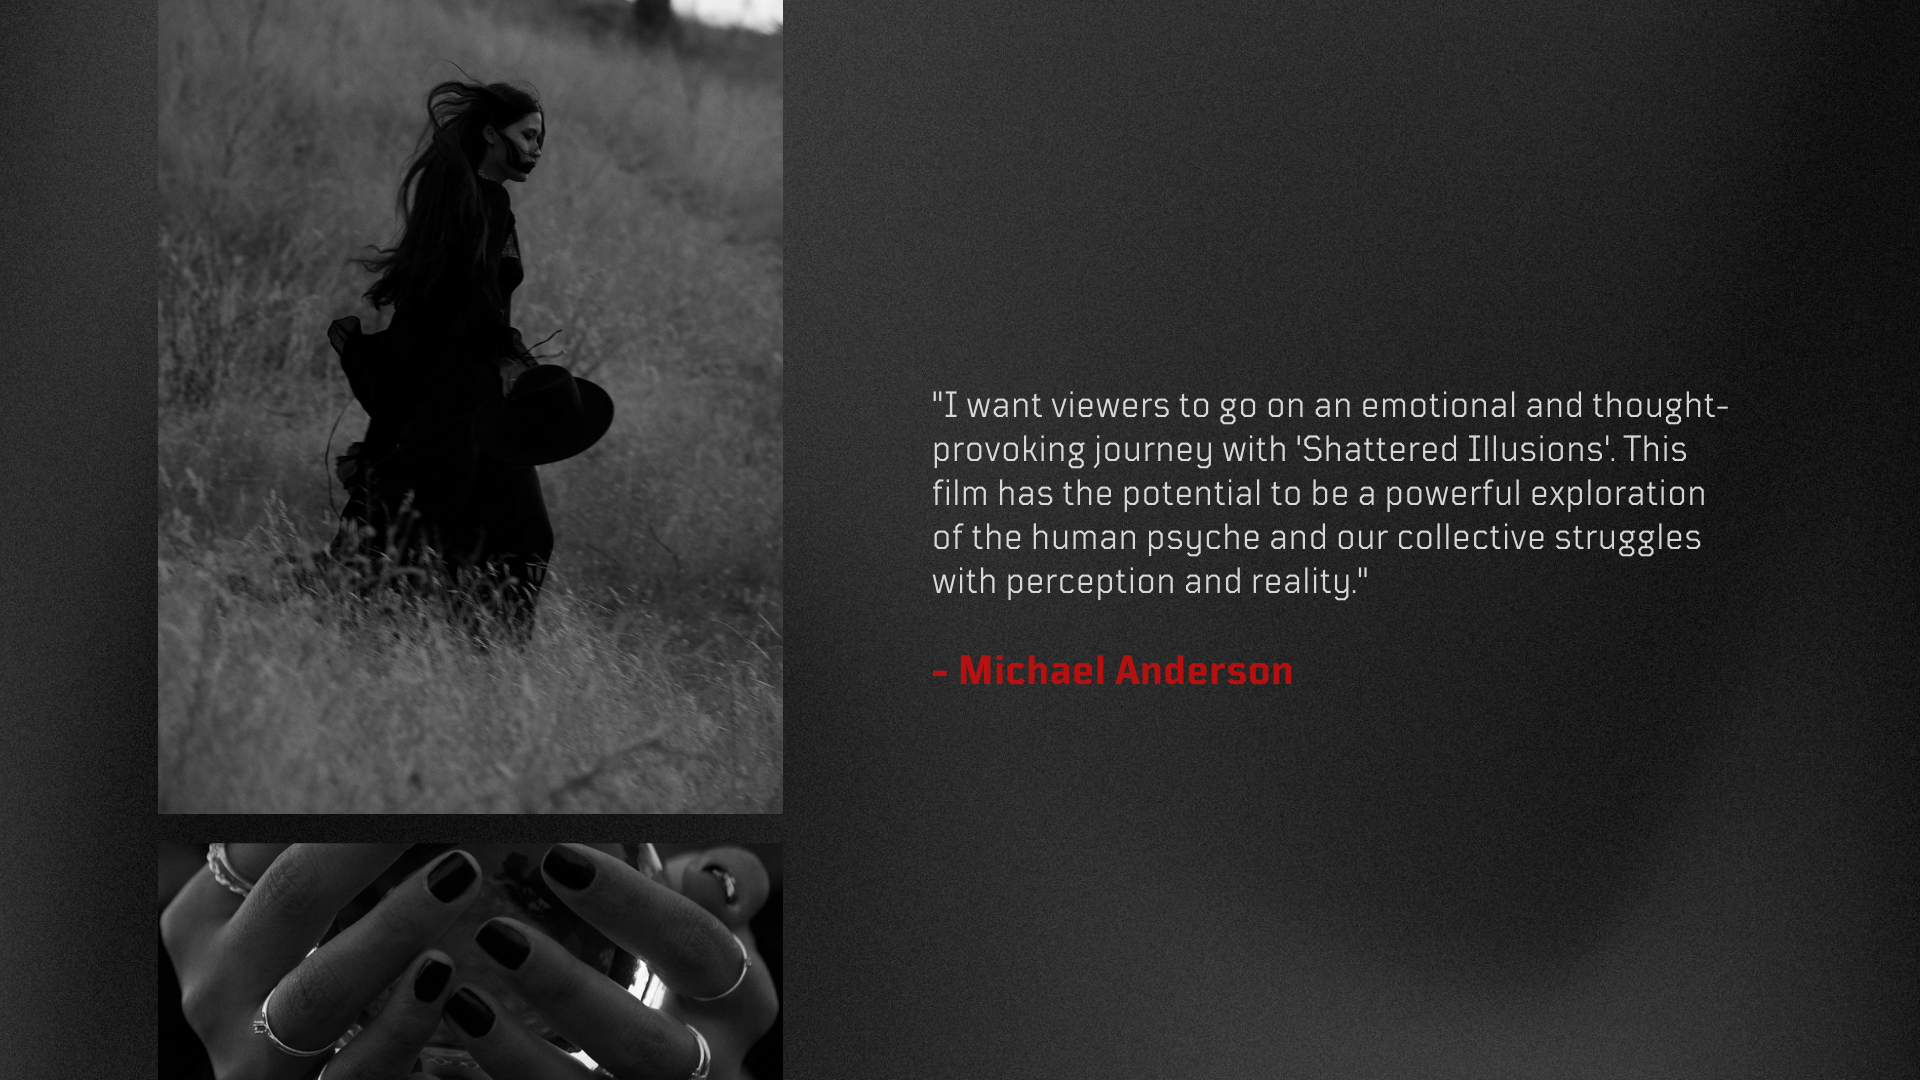 "I want viewers to go on an emotional and thought-
provoking journey with 'Shattered Illusions'. This
film has the potential to be a powerful exploration
of the human psyche and our collective struggles
with perception and reality."
- Michael Anderson